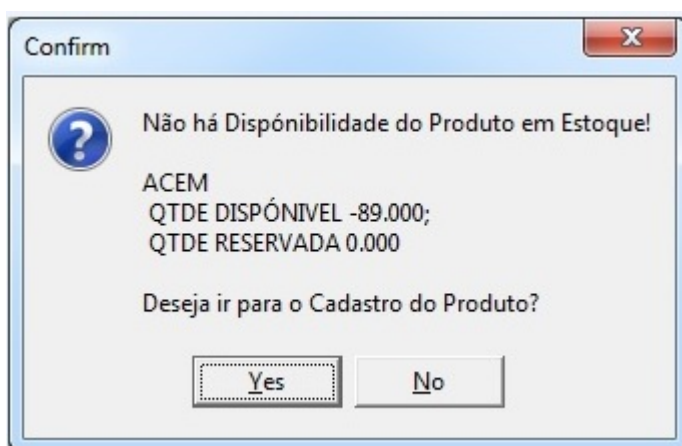 Confirm
Não há Dispónibilidade do Produto em Estoque!
ACEM
QTDE DISPÓNIVEL -89.000;
QTDE RESERVADA 0.000
Deseja ir para o Cadastro do Produto?
Yes No